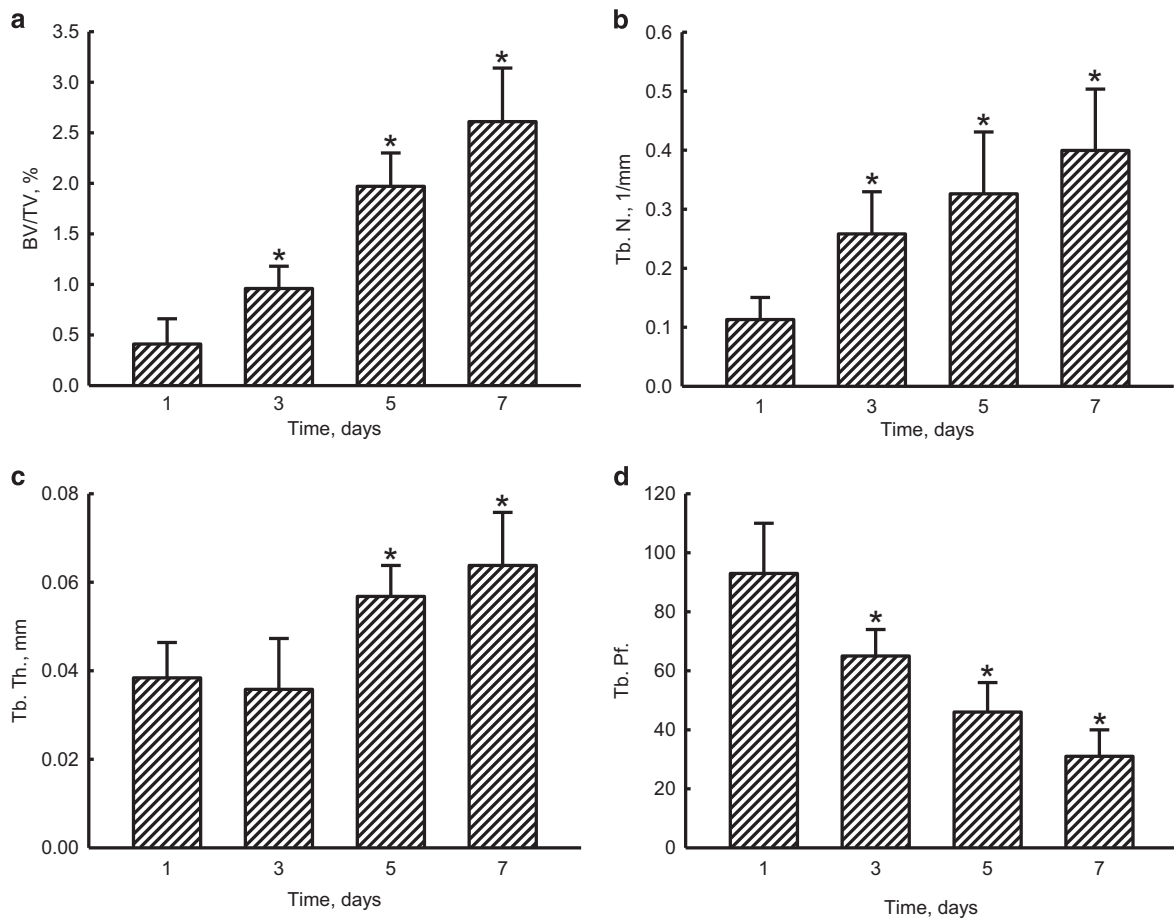 a
3.5
3.0
2.5
2.0
1.5
1.0
0.5
0.0
BV/TV, %
*
*
*
1 3 5 7
Time, days
b
0.6
0.5
0.4
0.3
0.2
0.1
0.0
Tb. N., 1/mm
*
*
*
1 3 5 7
Time, days
c
0.08
0.06
0.04
0.02
0.00
Tb. Th., mm
*
*
1 3 5 7
Time, days
d
120
100
80
60
40
20
0
Tb. Pf.
*
*
*
1 3 5 7
Time, days